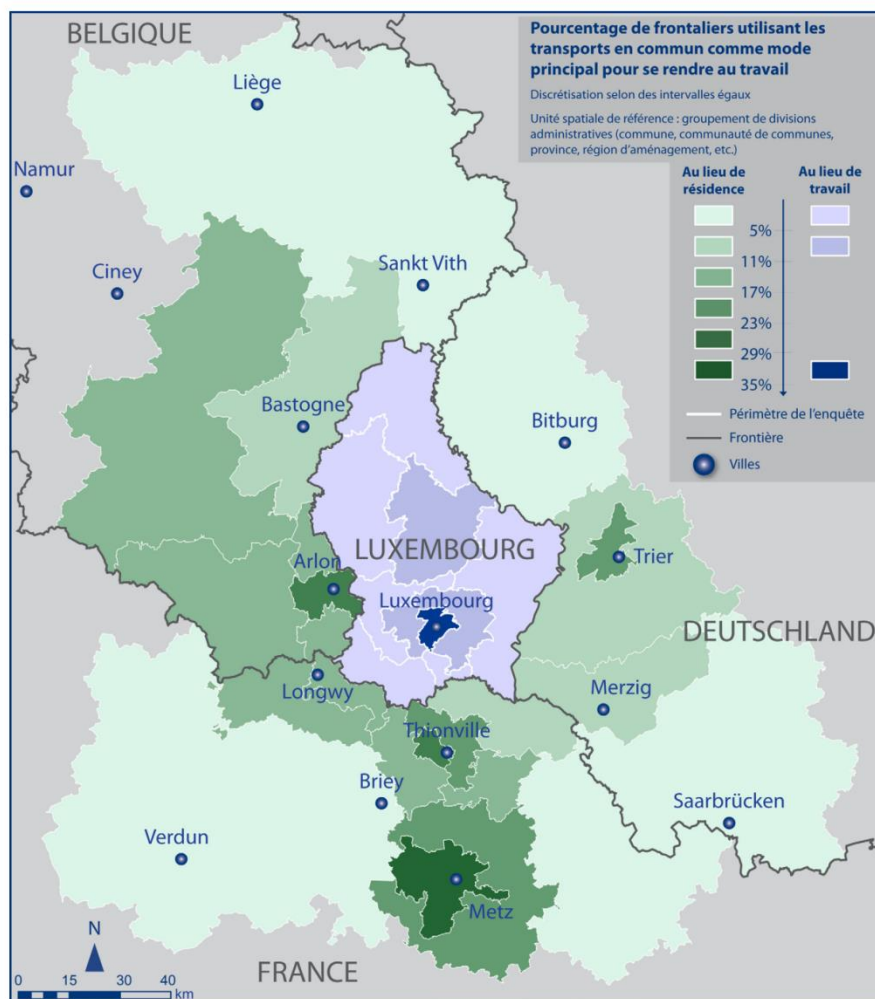 BELGIQUE
Pourcentage de frontaliers utilisant les
transports en commun comme mode
principal pour se rendre au travail
Discrétisation selon des intervalles égaux
Unité spatiale de référence : groupement de divisions
administratives (commune, communauté de communes,
province, région d'aménagement, etc.)
Au lieu de
résidence
Au lieu de
travail
5%
11%
17%
23%
29%
35%
Périmètre de l'enquête
Frontière
Villes
Liège
Namur
Ciney
Sankt Vith
Bastogne
Bitburg
LUXEMBOURG
Arlon
Trier
Luxembourg
DEUTSCHLAND
Longwy
Merzig
Thionville
Briey
Saarbrücken
Verdun
Metz
N
FRANCE
0 15 30 40
km